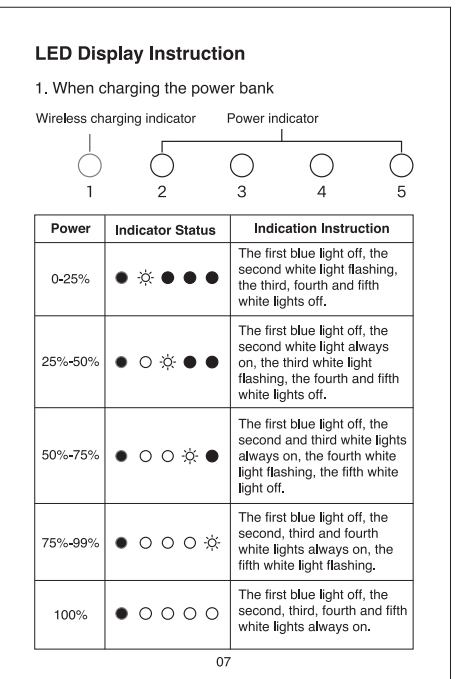 LED Display Instruction
1. When charging the power bank
Wireless charging indicator Power indicator
1 2 3 4 5
Power Indicator Status Indication Instruction
0-25%
The first blue light off, the
second white light flashing,
the third, fourth and fifth
white lights off.
25%-50%
The first blue light off, the
second white light always
on, the third white light
flashing, the fourth and fifth
white lights off.
50%-75%
The first blue light off, the
second and third white lights
always on, the fourth white
light flashing, the fifth white
light off.
75%-99%
The first blue light off, the
second, third and fourth
white lights always on, the
fifth white light flashing.
100%
The first blue light off, the
second, third, fourth and fifth
white lights always on.
07